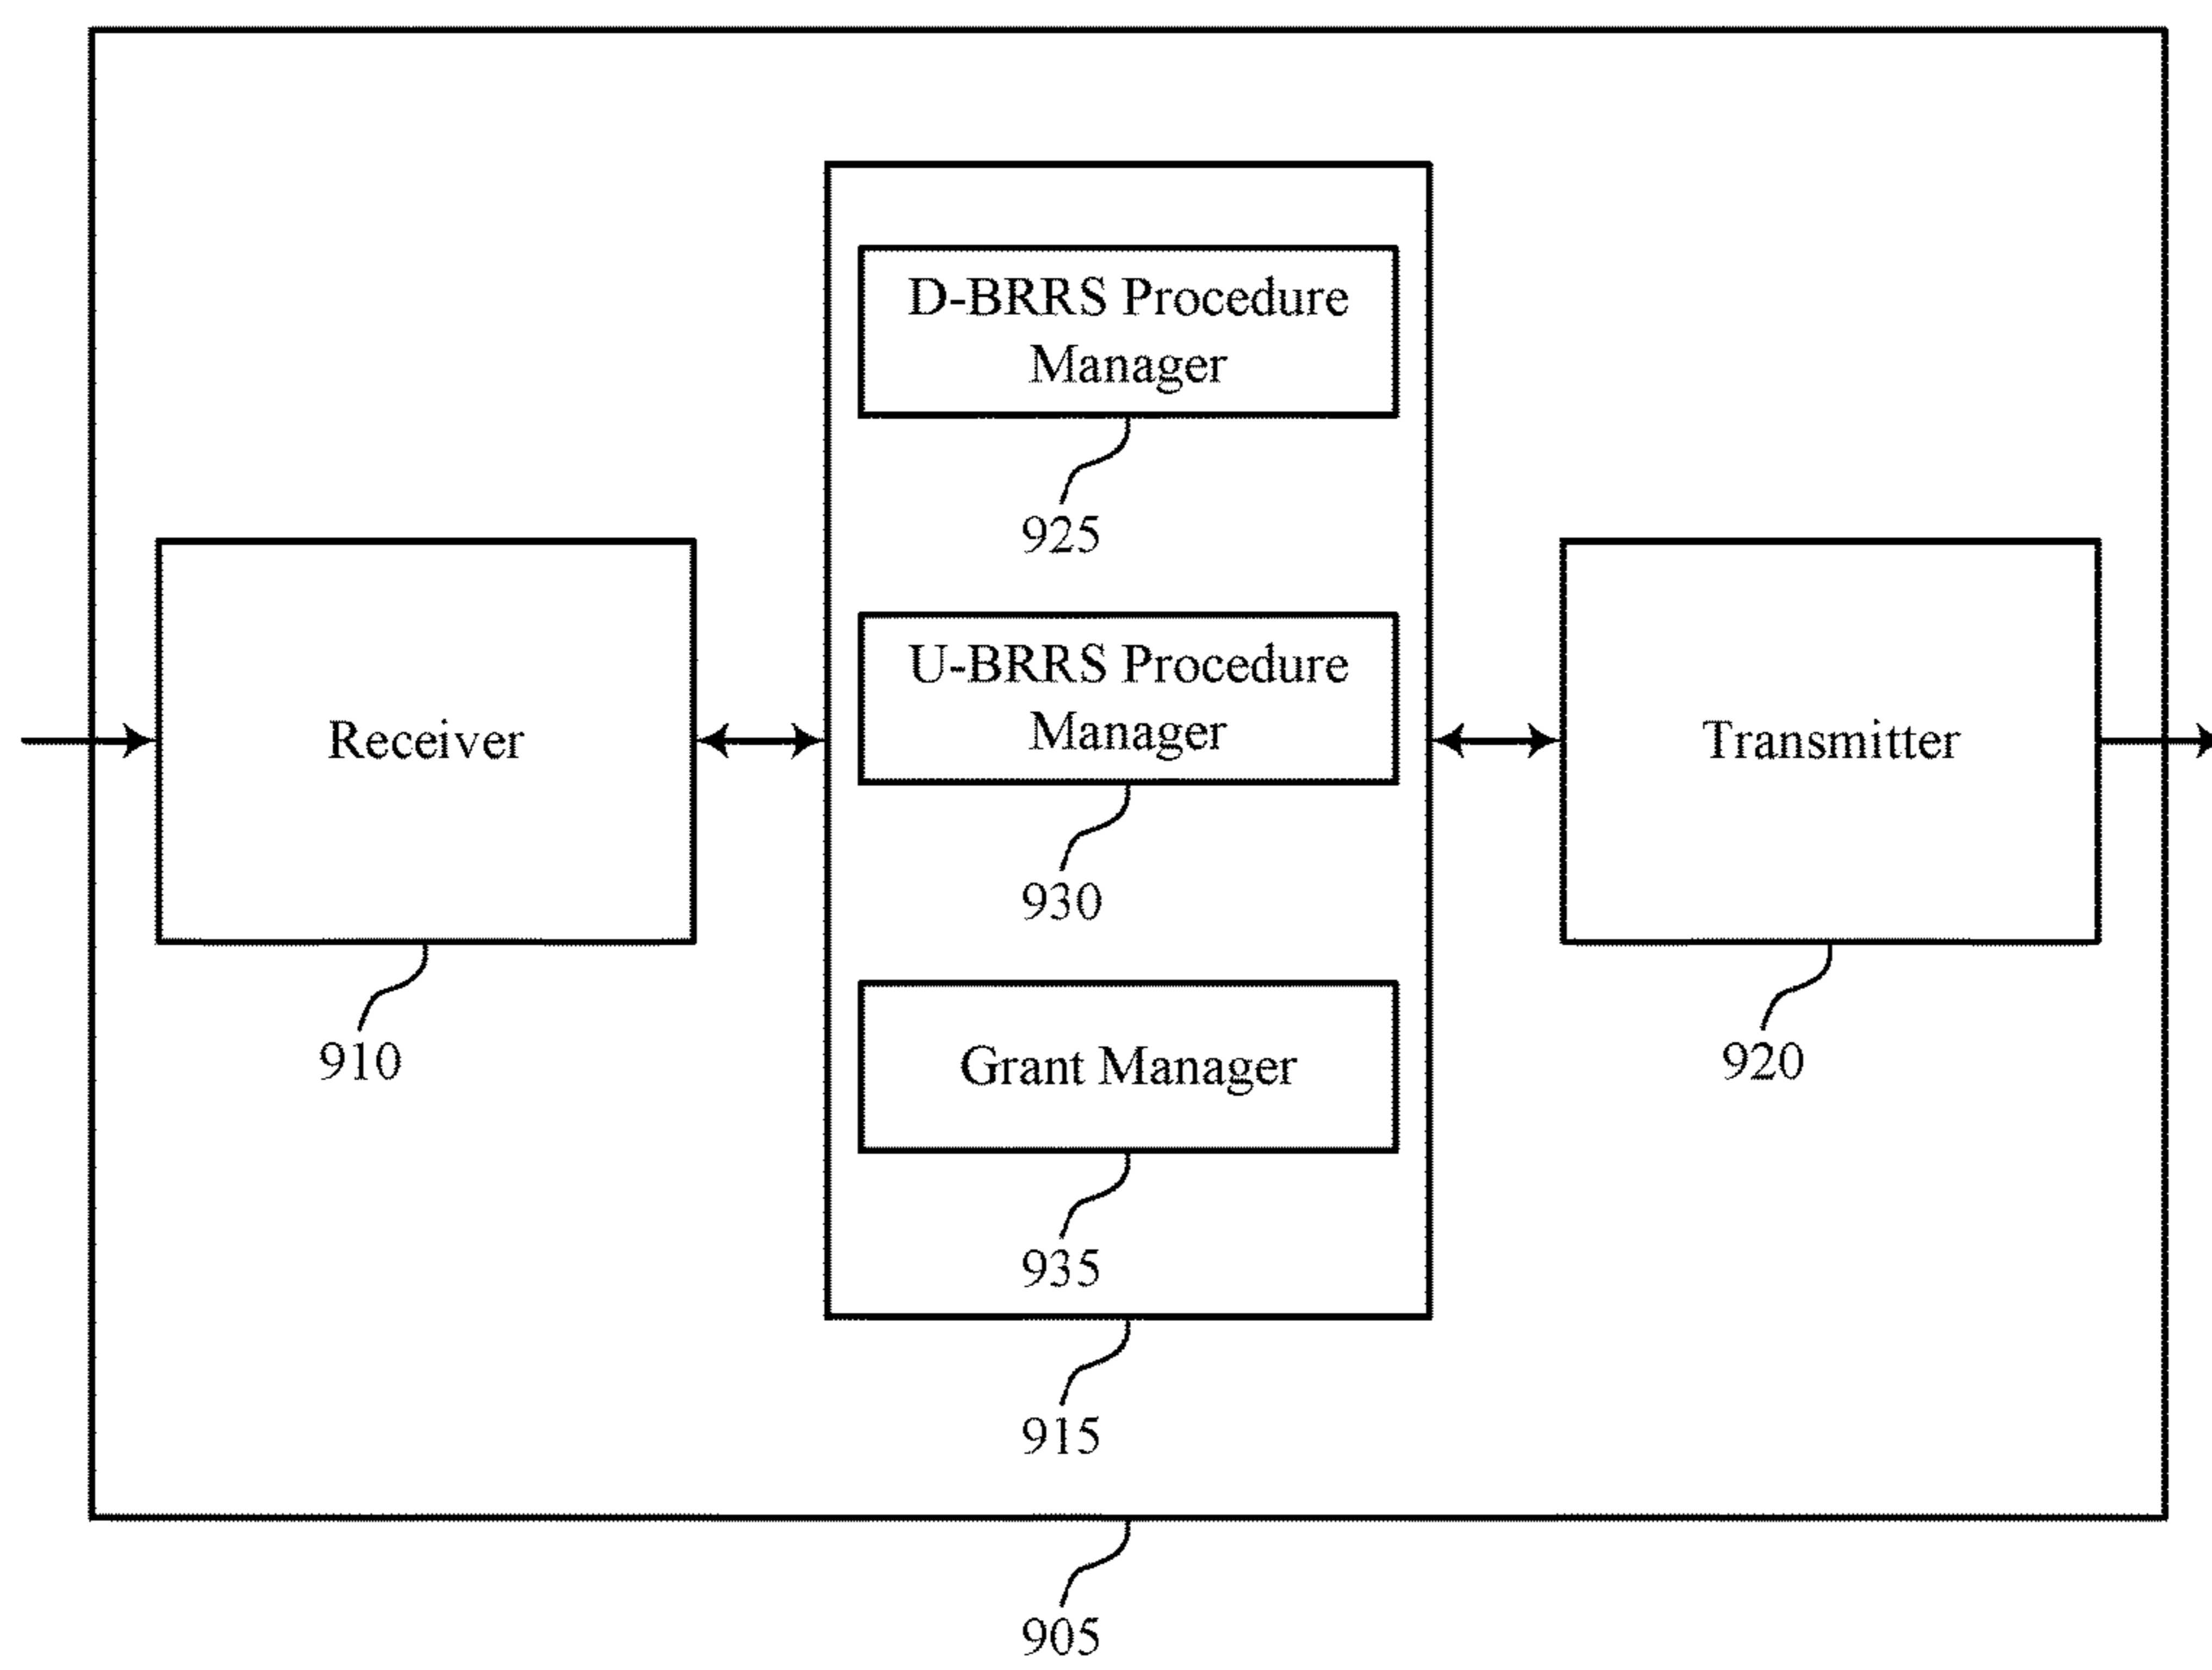 D-BRRS Procedure
Manager
925
U-BRRS Procedure
Manager
930
Receiver
Transmitter
910
920
Grant Manager
935
915
905